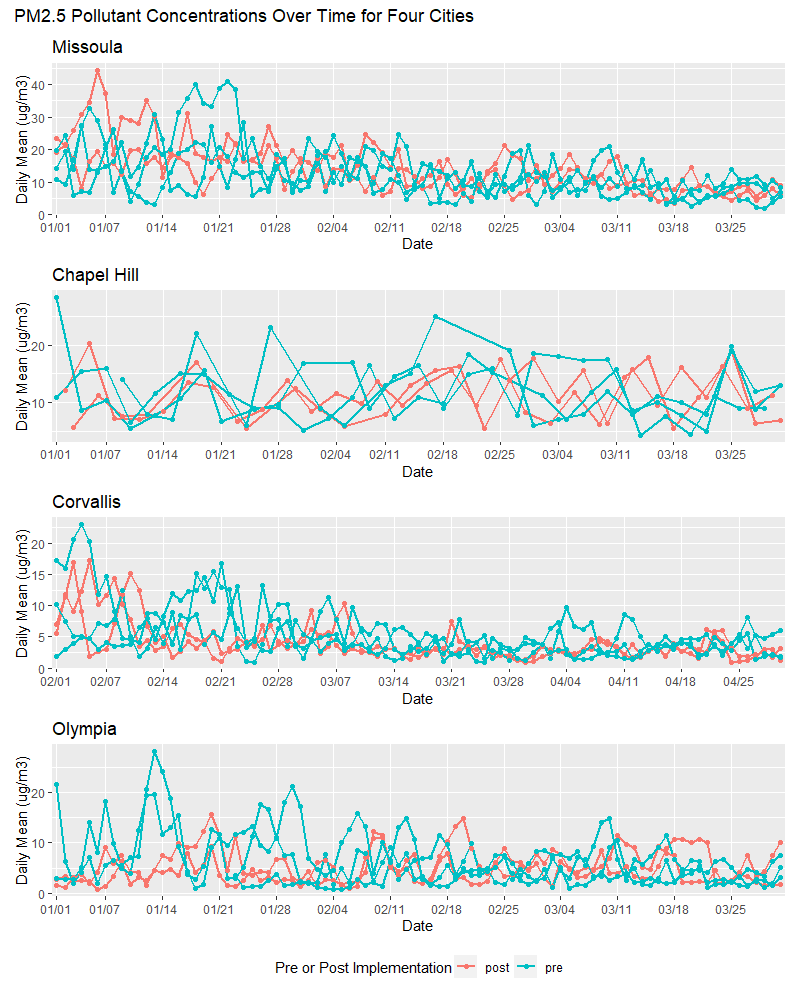 PM2.5 Pollutant Concentrations Over Time for Four Cities
Missoula
Daily Mean (ug/m3)
40
30
20
10
0
01/01 01/07 01/14 01/21 01/28 02/04 02/11 02/18 02/25 03/04 03/11 03/18 03/25
Date
Chapel Hill
Daily Mean (ug/m3)
20
10
01/01 01/07 01/14 01/21 01/28 02/04 02/11 02/18 02/25 03/04 03/11 03/18 03/25
Date
Corvallis
Daily Mean (ug/m3)
20
15
10
5
0
02/01 02/07 02/14 02/21 02/28 03/07 03/14 03/21 03/28 04/04 04/11 04/18 04/25
Date
Olympia
Daily Mean (ug/m3)
20
10
0
01/01 01/07 01/14 01/21 01/28 02/04 02/11 02/18 02/25 03/04 03/11 03/18 03/25
Date
Pre or Post Implementation post pre